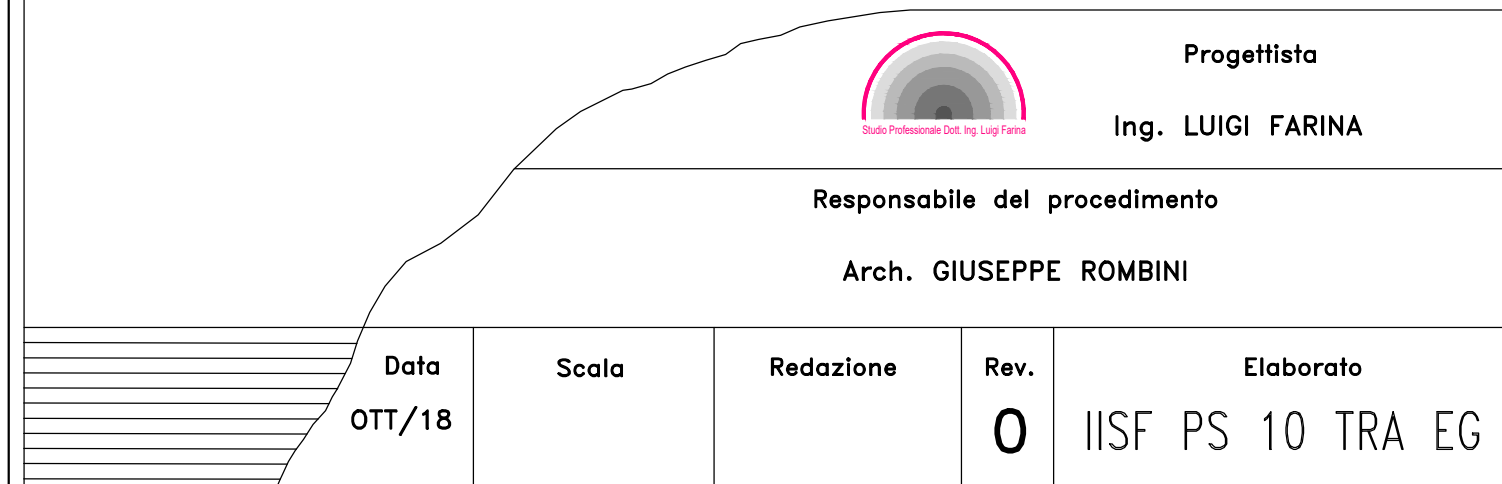 Progettista
Studio Professionale Dott. Ing. Luigi Farina
Ing. LUIGI FARINA
Responsabile del procedimento
Arch. GIUSEPPE ROMBINI
Data Scala Redazione Rev. Elaborato
OTT/18 0 IISF PS 10 TRA EG